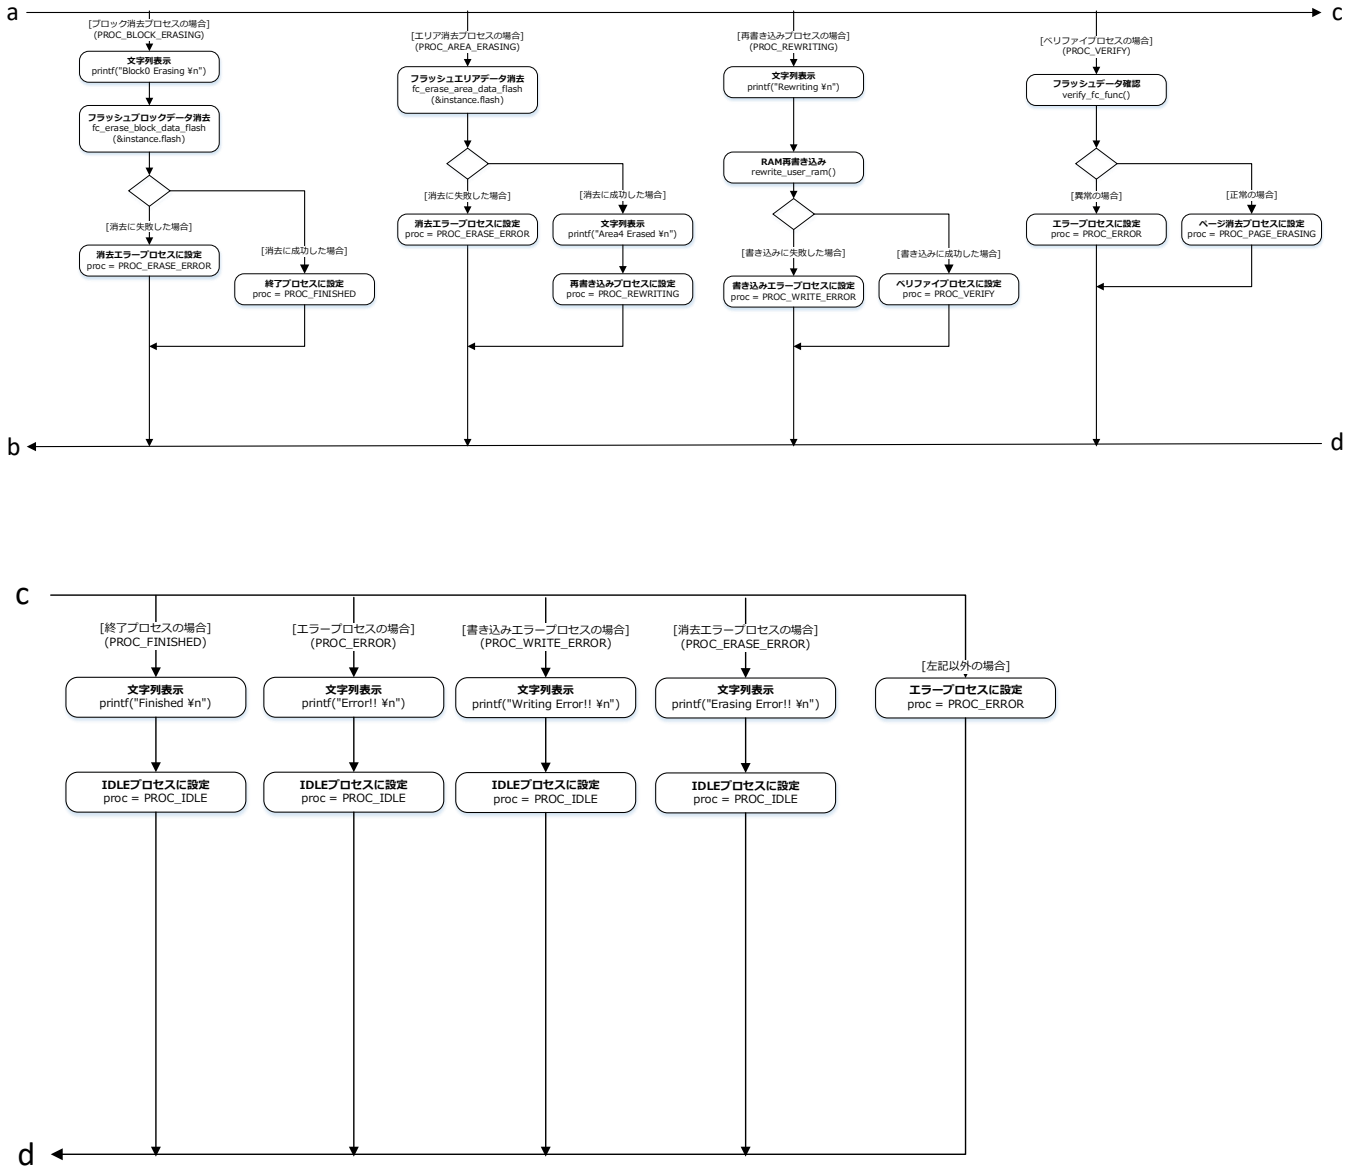 a
c
[ブロック消去プロセスの場合]
(PROC_BLOCK_ERASING)
文字列表示
printf("Block0 Erasing ¥n")
フラッシュブロックデータ消去
fc_erase_block_data_flash
(&instance.flash)
[消去に失敗した場合]
消去エラープロセスに設定
proc = PROC_ERASE_ERROR
[消去に成功した場合]
終了プロセスに設定
proc = PROC_FINISHED
[エリア消去プロセスの場合]
(PROC_AREA_ERASING)
フラッシュエリアデータ消去
fc_erase_area_data_flash
(&instance.flash)
[消去に失敗した場合]
消去エラープロセスに設定
proc = PROC_ERASE_ERROR
[消去に成功した場合]
文字列表示
printf("Area4 Erased ¥n")
再書き込みプロセスに設定
proc = PROC_REWRITING
[再書き込みプロセスの場合]
(PROC_REWRITING)
文字列表示
printf("Rewriting ¥n")
RAM再書き込み
rewrite_user_ram()
[書き込みに失敗した場合]
書き込みエラープロセスに設定
proc = PROC_WRITE_ERROR
[書き込みに成功した場合]
ベリファイプロセスに設定
proc = PROC_VERIFY
[ベリファイプロセスの場合]
(PROC_VERIFY)
フラッシュデータ確認
verify_fc_func()
[異常の場合]
エラープロセスに設定
proc = PROC_ERROR
[正常の場合]
ページ消去プロセスに設定
proc = PROC_PAGE_ERASING
b
d
c
[終了プロセスの場合]
(PROC_FINISHED)
文字列表示
printf("Finished ¥n")
IDLEプロセスに設定
proc = PROC_IDLE
[エラープロセスの場合]
(PROC_ERROR)
文字列表示
printf("Error!! ¥n")
IDLEプロセスに設定
proc = PROC_IDLE
[書き込みエラープロセスの場合]
(PROC_WRITE_ERROR)
文字列表示
printf("Writing Error!! ¥n")
IDLEプロセスに設定
proc = PROC_IDLE
[消去エラープロセスの場合]
(PROC_ERASE_ERROR)
文字列表示
printf("Erasing Error!! ¥n")
IDLEプロセスに設定
proc = PROC_IDLE
[左記以外の場合]
エラープロセスに設定
proc = PROC_ERROR
d